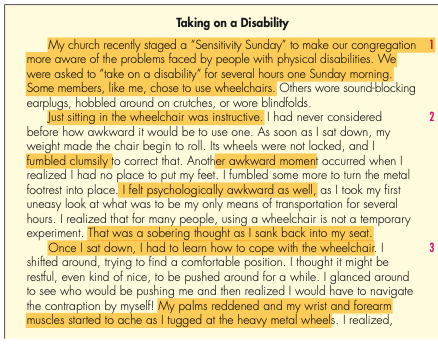 Taking on a Disability
My church recently staged a “Sensitivity Sunday” to make our congregation 1
more aware of the problems faced by people with physical disabilities. We
were asked to “take on a disability” for several hours one Sunday morning.
Some members, like me, chose to use wheelchairs. Others wore sound-blocking
earplugs, hobbled around on crutches, or wore blindfolds.
Just sitting in the wheelchair was instructive. I had never considered 2
before how awkward it would be to use one. As soon as I sat down, my
weight made the chair begin to roll. Its wheels were not locked, and I
fumbled clumsily to correct that. Another awkward moment occurred when I
realized I had no place to put my feet. I fumbled some more to turn the metal
footrest into place. I felt psychologically awkward as well, as I took my first
uneasy look at what was to be my only means of transportation for several
hours. I realized that for many people, using a wheelchair is not a temporary
experiment. That was a sobering thought as I sank back into my seat.
Once I sat down, I had to learn how to cope with the wheelchair. I 3
shifted around, trying to find a comfortable position. I thought it might be
restful, even kind of nice, to be pushed around for a while. I glanced around
to see who would be pushing me and then realized I would have to navigate
the contraption by myself! My palms reddened and my wrist and forearm
muscles started to ache as I tugged at the heavy metal wheels. I realized,